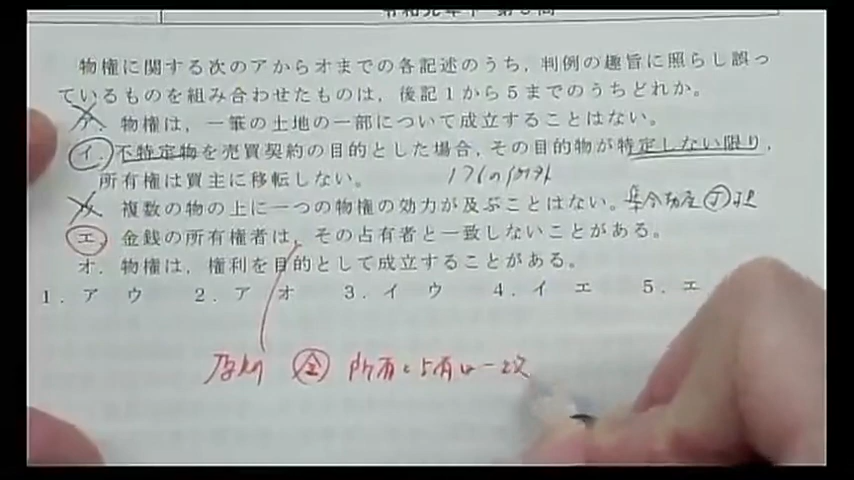 令和元年下 第8問
物権に関する次のアからオまでの各記述のうち，判例の趣旨に照らし誤っ
ているものを組み合わせたものは，後記１から５までのうちどれか。
ア．物権は，一筆の土地の一部について成立することはない。
イ．不特定物を売買契約の目的とした場合，その目的物が特定しない限り，
所有権は買主に移転しない。 176の例外
ウ．複数の物の上に一つの物権の効力が及ぶことはない。 集合動産
エ．金銭の所有権者は，その占有者と一致しないことがある。
オ．物権は，権利を目的として成立することがある。
１．ア ウ ２．ア オ ３．イ ウ ４．イ エ ５．エ
原則 金 所有と占有は一致